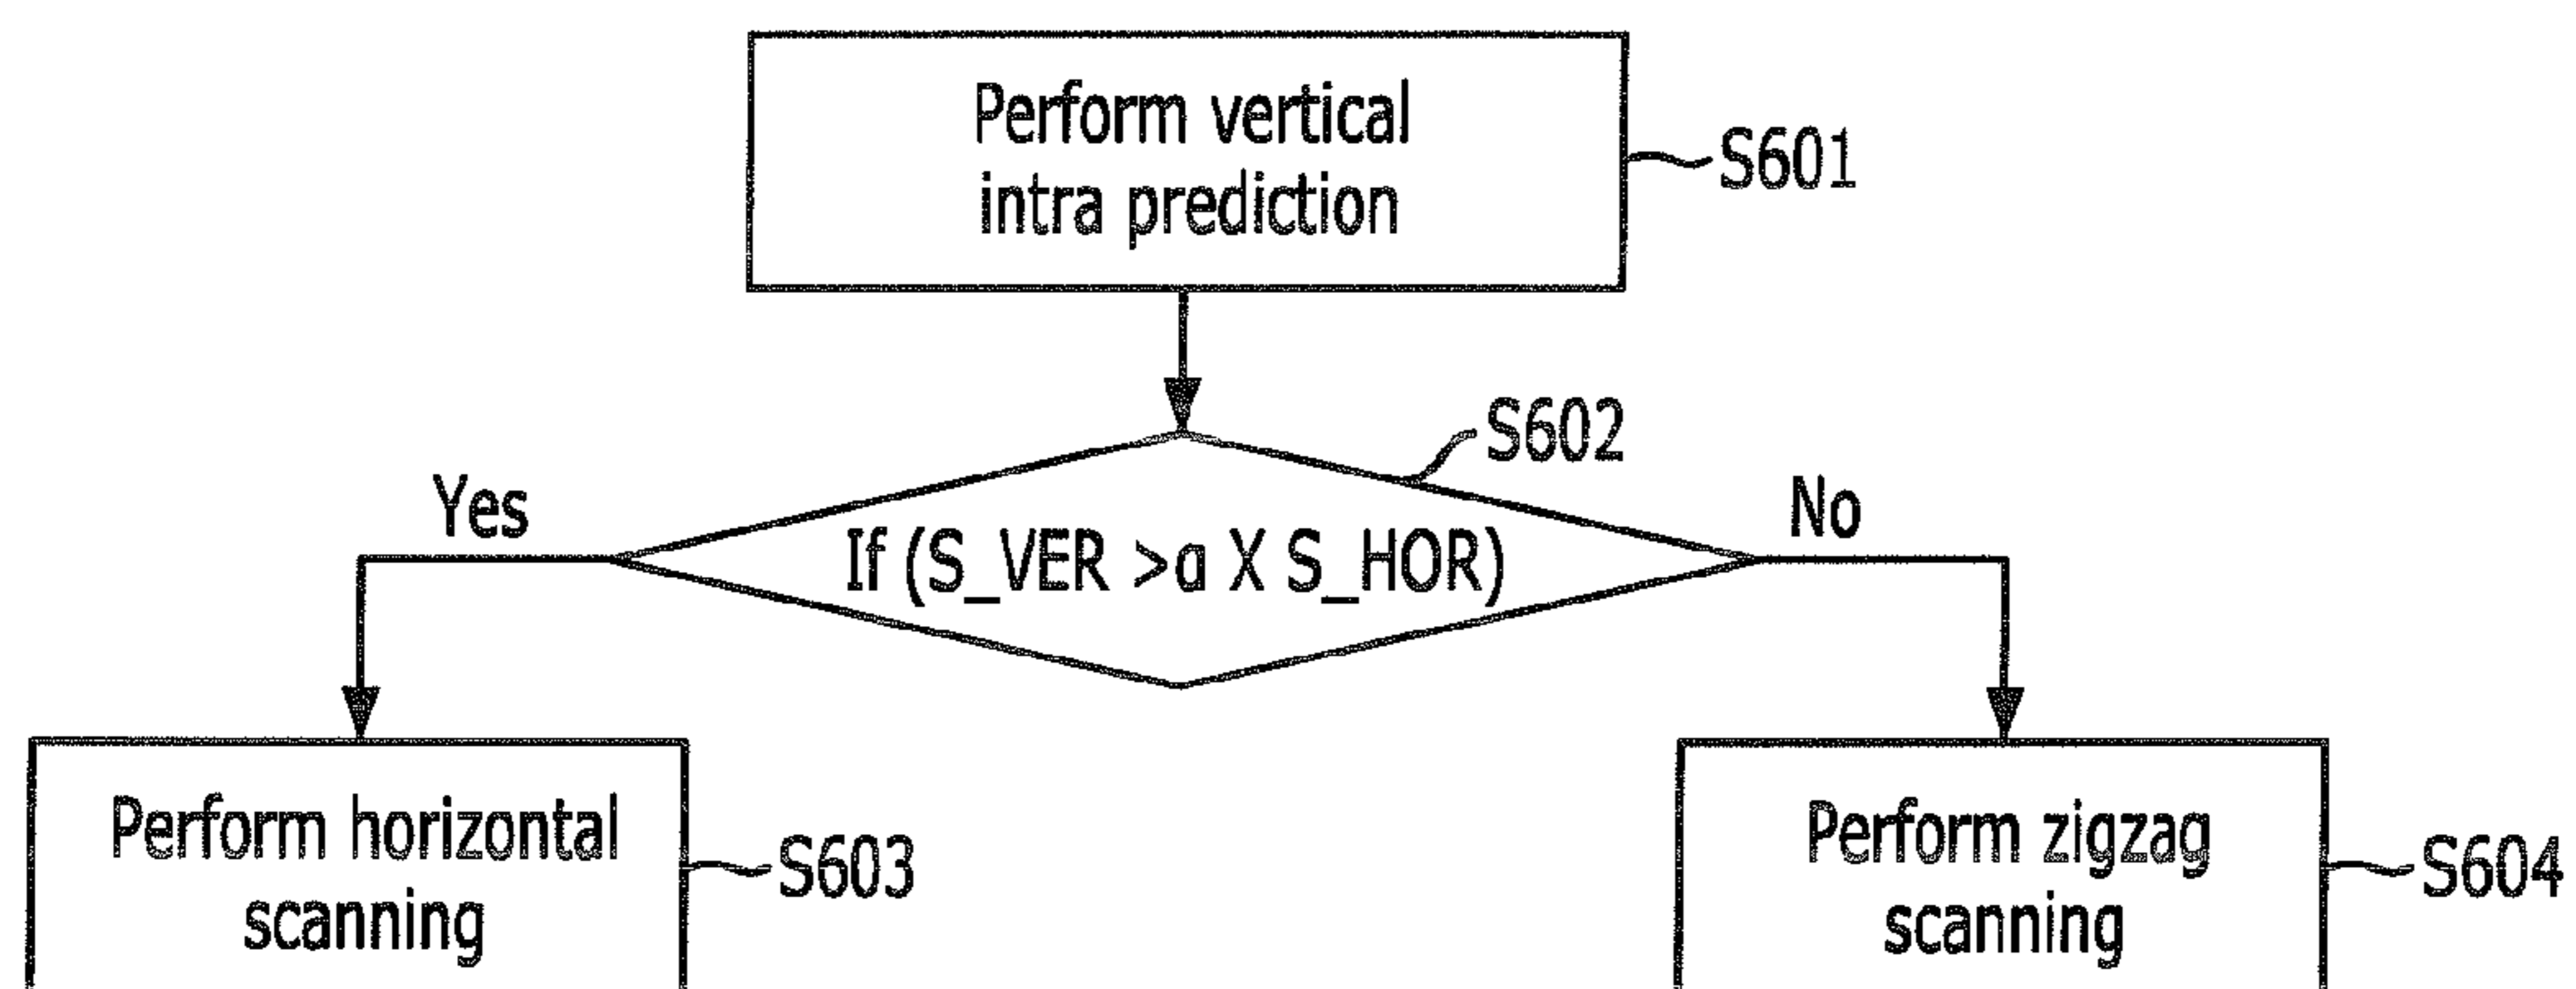 Perform vertical
intra prediction
S601
S602
Yes
No
If (S_VER >a X S_HOR)
Perform horizontal
scanning
S603
Perform zigzag
scanning
S604